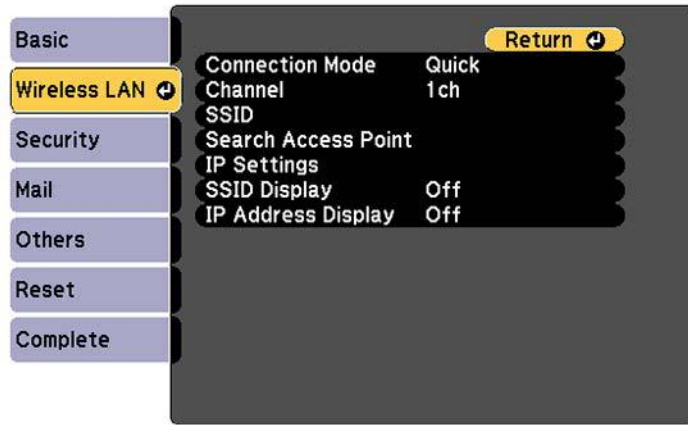 Basic
Wireless LAN
Security
Mail
Others
Reset
Complete
Return
Connection Mode Quick
Channel 1ch
SSID
Search Access Point
IP Settings
SSID Display Off
IP Address Display Off